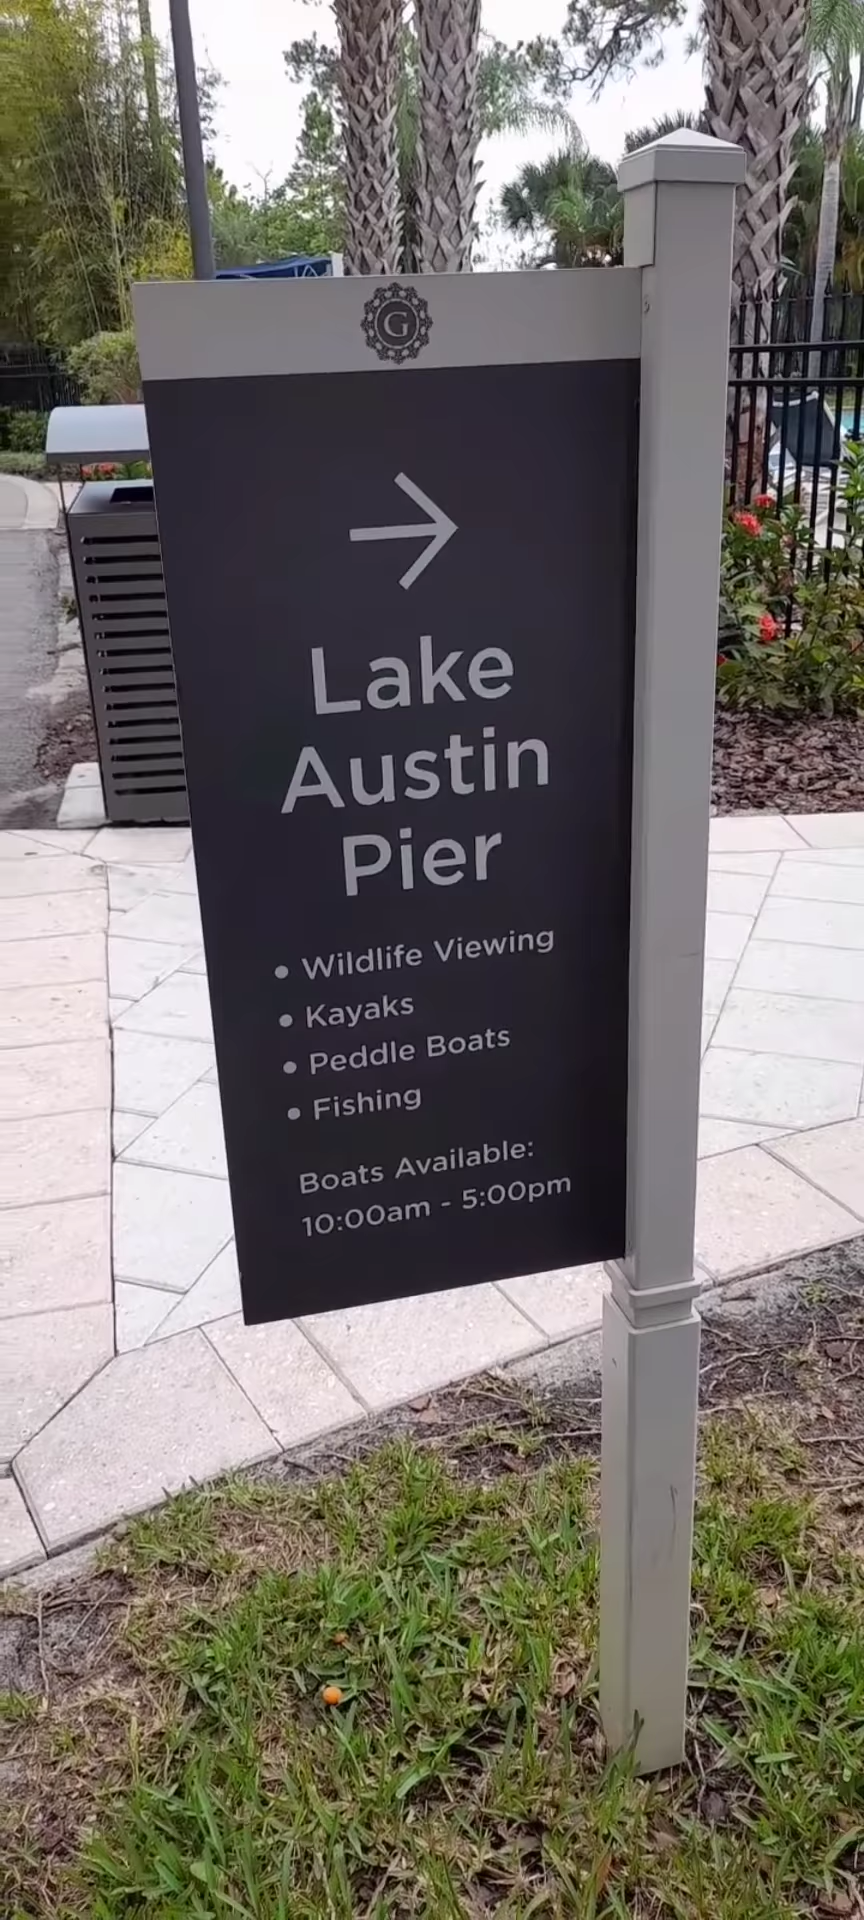 G
→
Lake
Austin
Pier
• Wildlife Viewing
• Kayaks
• Peddle Boats
• Fishing
Boats Available:
10:00am - 5:00pm